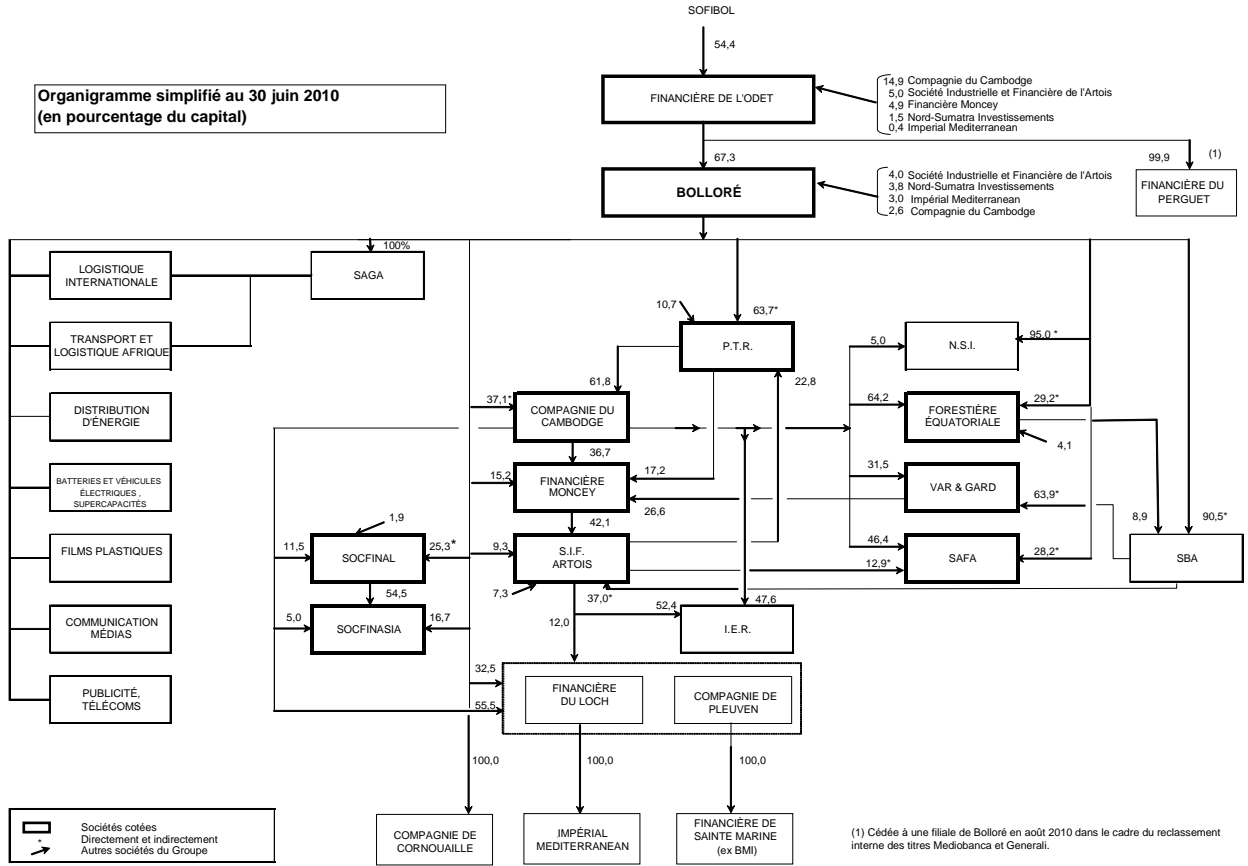 SOFIBOL
54,4
Organigramme simplifié au 30 juin 2010
(en pourcentage du capital)
FINANCIÈRE DE L'ODET
14,9 Compagnie du Cambodge
5,0 Société Industrielle et Financière de l'Artois
4,9 Financière Moncey
1,5 Nord-Sumatra Investissements
0,4 Imperial Mediterranean
67,3
99,9
(1)
BOLLORÉ
4,0 Société Industrielle et Financière de l'Artois
3,8 Nord-Sumatra Investissements
3,0 Impérial Mediterranean
2,6 Compagnie du Cambodge
FINANCIÈRE DU
PERGUET
100%
LOGISTIQUE
INTERNATIONALE
SAGA
10,7
63,7*
TRANSPORT ET
LOGISTIQUE AFRIQUE
P.T.R.
5,0
N.S.I.
95,0 *
61,8
22,8
37,1*
64,2
29,2*
DISTRIBUTION
D'ÉNERGIE
COMPAGNIE DU
CAMBODGE
FORESTIÈRE
ÉQUATORIALE
4,1
36,7
BATTERIES ET VÉHICULES
ÉLECTRIQUES ,
SUPERCAPACITÉS
15,2
FINANCIÈRE
MONCEY
17,2
26,6
31,5
VAR & GARD
63,9*
42,1
8,9
90,5*
1,9
FILMS PLASTIQUES
11,5
SOCFINAL
25,3*
9,3
S.I.F.
ARTOIS
46,4
12,9*
SAFA
28,2*
SBA
54,5
7,3
37,0*
52,4
47,6
COMMUNICATION
MÉDIAS
5,0
SOCFINASIA
16,7
12,0
I.E.R.
32,5
55,5
PUBLICITÉ,
TÉLÉCOMS
FINANCIÈRE
DU LOCH
COMPAGNIE DE
PLEUVEN
100,0
100,0
100,0
Sociétés cotées
* Directement et indirectement
Autres sociétés du Groupe
COMPAGNIE DE
CORNOUAILLE
IMPÉRIAL
MEDITERRANEAN
FINANCIÈRE DE
SAINTE MARINE
(ex BMI)
(1) Cédée à une filiale de Bolloré en août 2010 dans le cadre du reclassement
interne des titres Mediobanca et Generali.